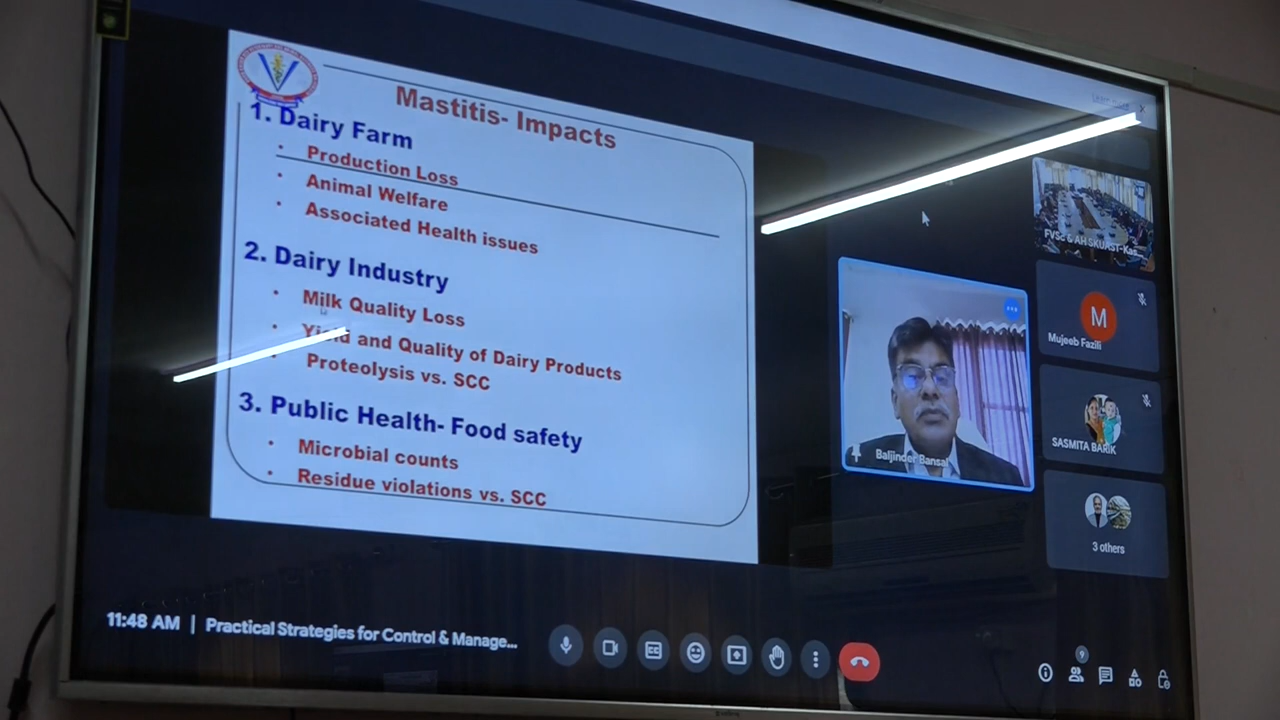 Mastitis- Impacts
1. Dairy Farm
• Production Loss
• Animal Welfare
• Associated Health issues
2. Dairy Industry
• Milk Quality Loss
• Yield and Quality of Dairy Products
• Proteolysis vs. SCC
3. Public Health- Food safety
• Microbial counts
• Residue violations vs. SCC
FVSc & AH SKUAST-Kas...
M
Mujeeb Fazili
Baljinder Bansal
SASMITA BARIK
3 others
11:48 AM | Practical Strategies for Control & Manage...
CC
9